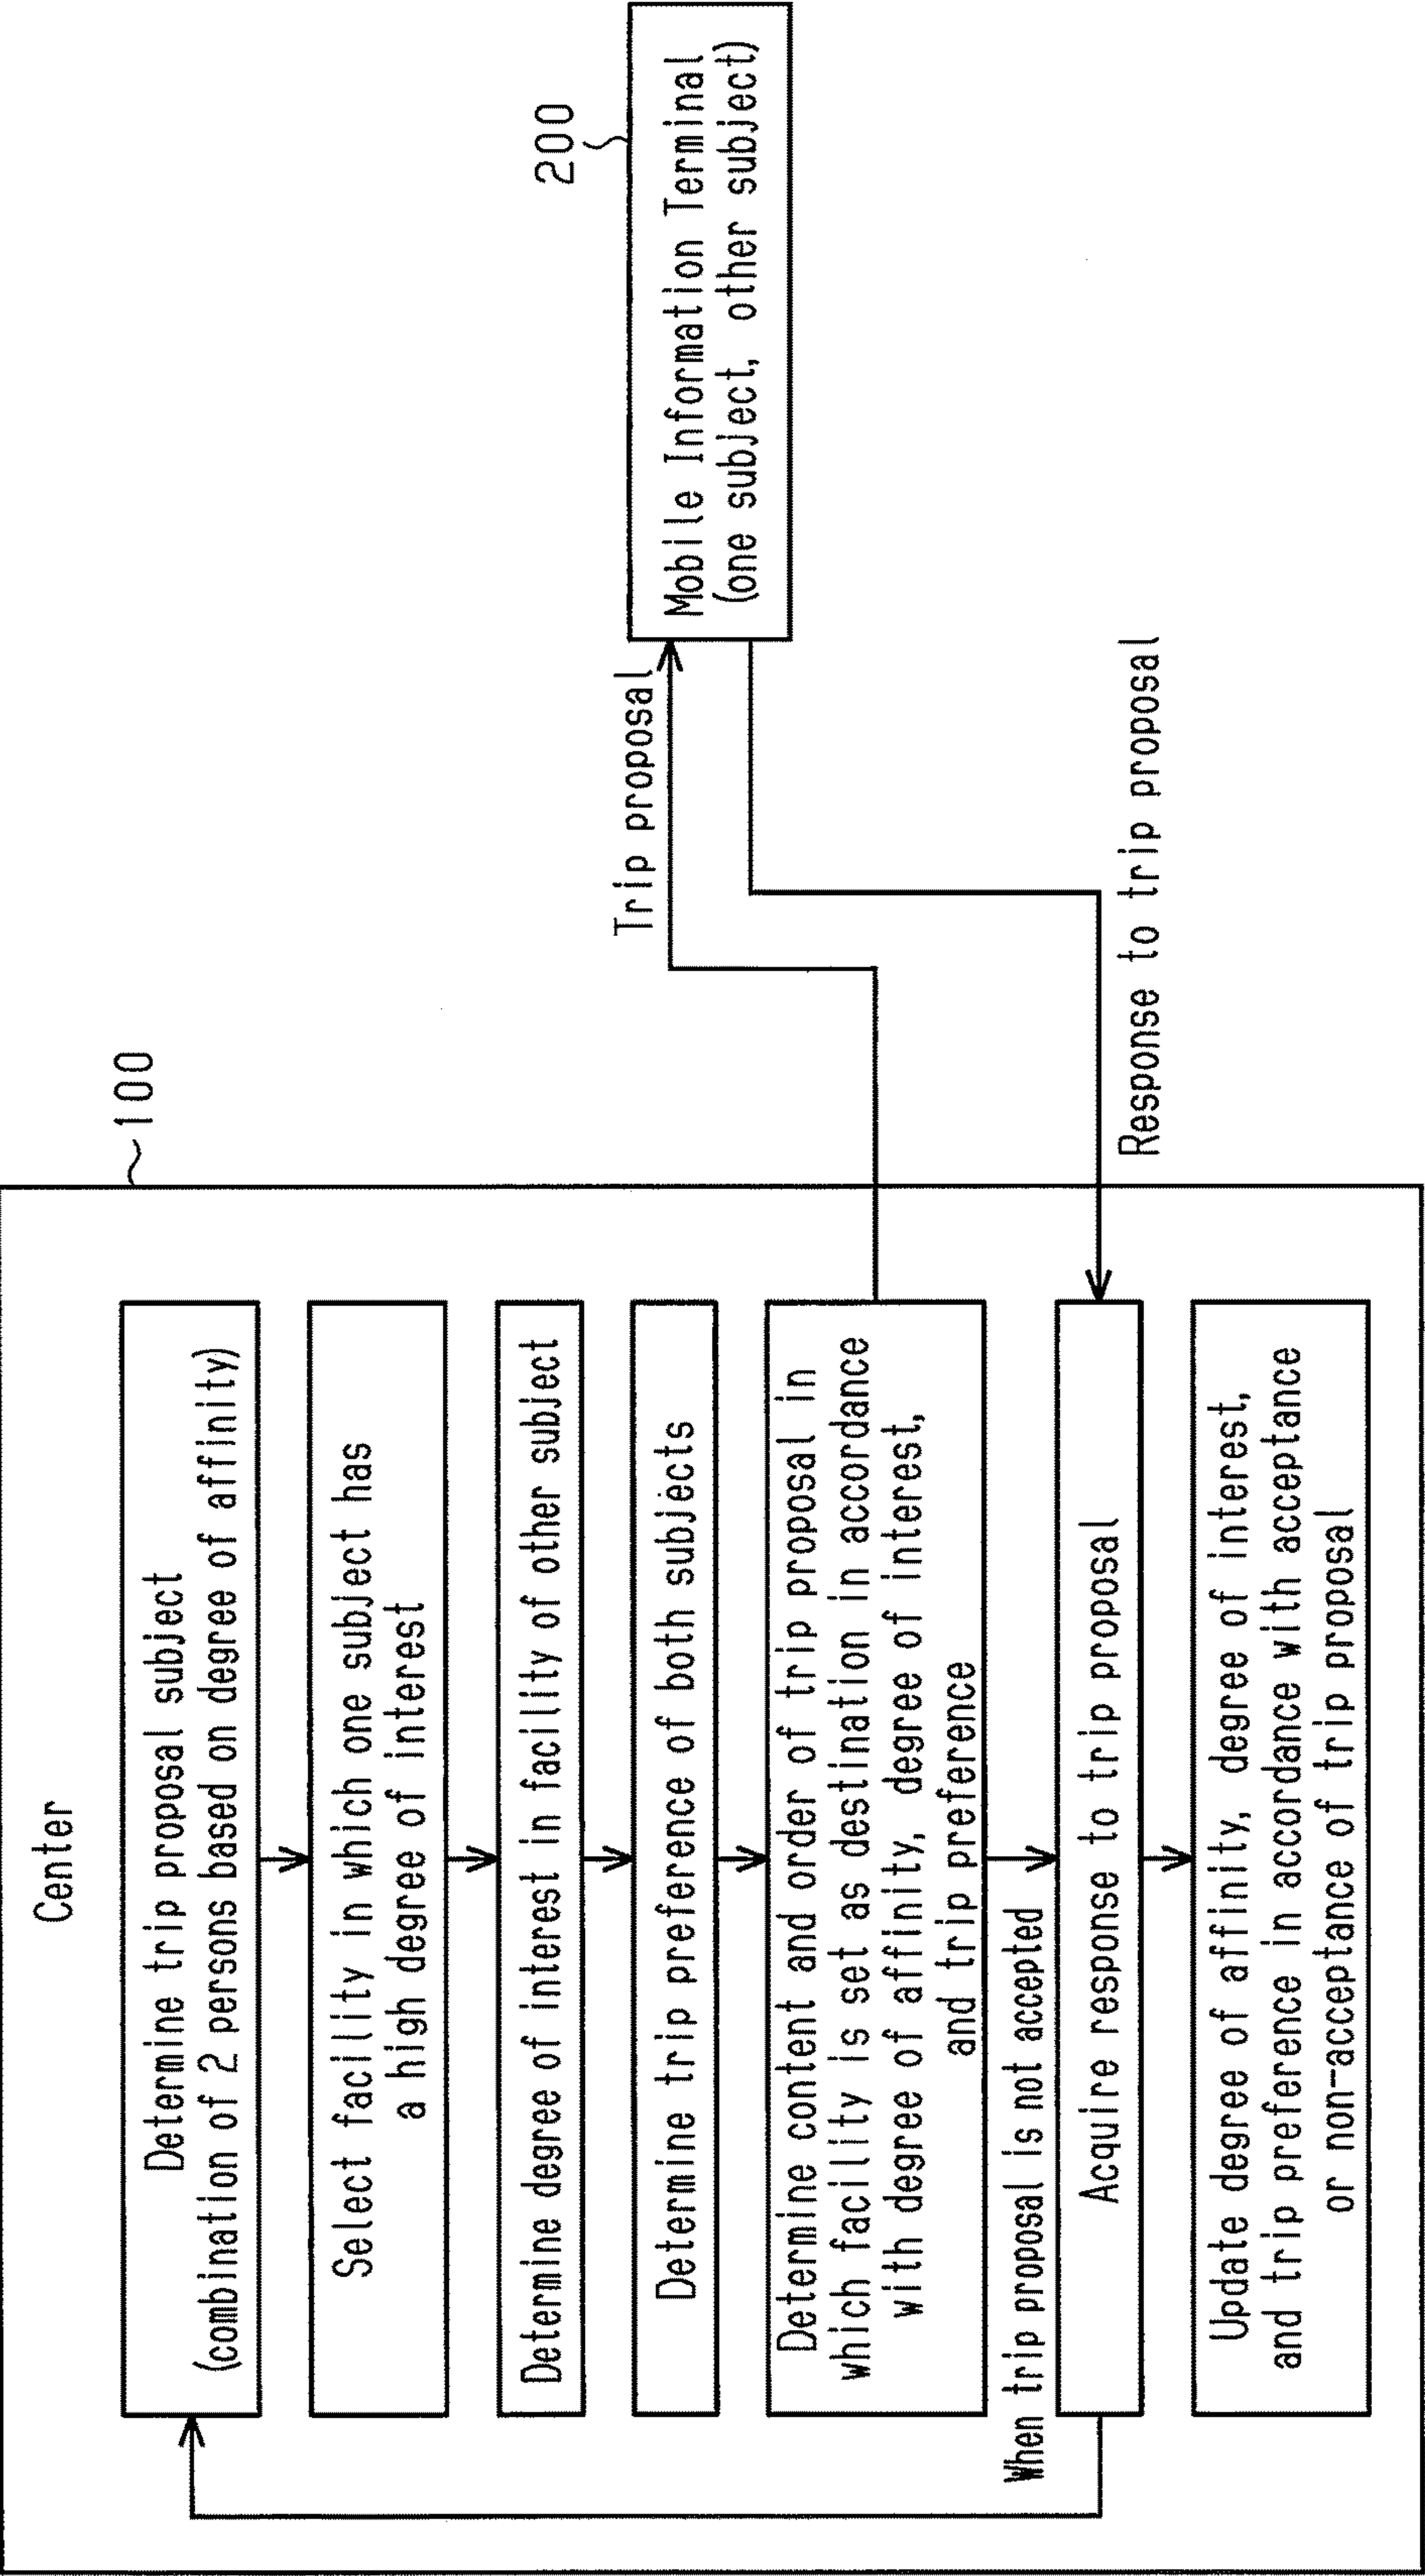 Center
100
Determine trip proposal subject
(combination of 2 persons based on degree of affinity)
Select facility in which one subject has
a high degree of interest
Determine degree of interest in facility of other subject
Determine trip preference of both subjects
Determine content and order of trip proposal in
which facility is set as destination in accordance
with degree of affinity, degree of interest,
and trip preference
When trip proposal is not accepted
Acquire response to trip proposal
Update degree of affinity, degree of interest,
and trip preference in accordance with acceptance
or non-acceptance of trip proposal
200
Trip proposal
Mobile Information Terminal
(one subject, other subject)
Response to trip proposal